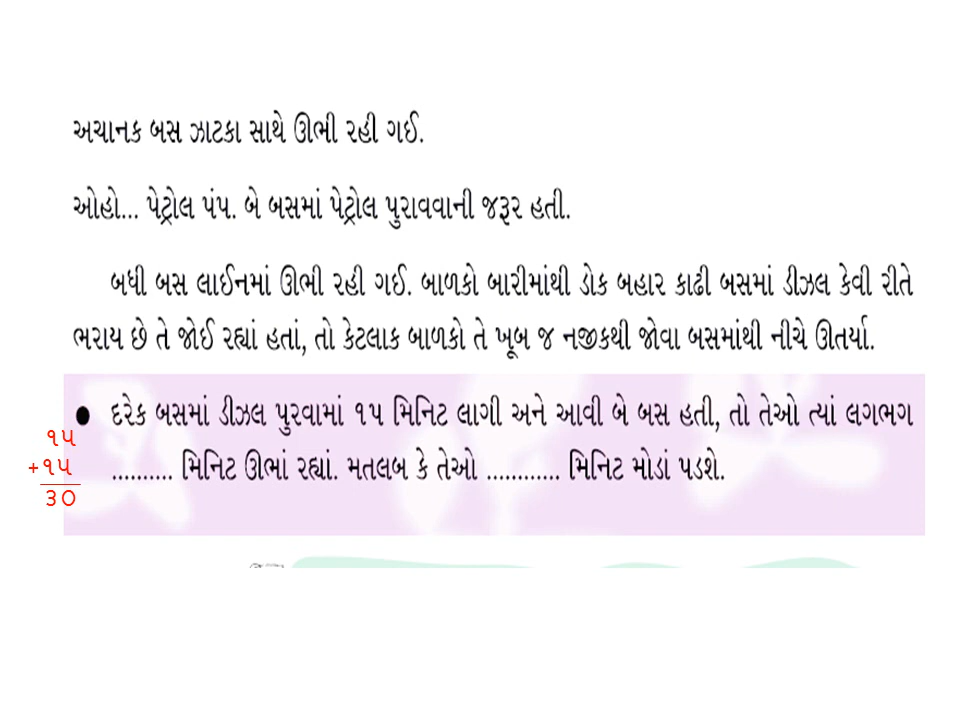 અચાનક બસ ઝાટકા સાથે ઊભી રહી ગઈ.
ઓહો... પેટ્રોલ પંપ. બે બસમાં પેટ્રોલ પુરાવવાની જરૂર હતી.
બધી બસ લાઈનમાં ઊભી રહી ગઈ. બાળકો બારીમાંથી ડોક બહાર કાઢી બસમાં ડીઝલ કેવી રીતે
ભરાય છે તે જોઈ રહ્યાં હતાં, તો કેટલાક બાળકો તે ખૂબ જ નજીકથી જોવા બસમાંથી નીચે ઊતર્યા.
● દરેક બસમાં ડીઝલ પુરવામાં ૧૫ મિનિટ લાગી અને આવી બે બસ હતી, તો તેઓ ત્યાં લગભગ
.......... મિનિટ ઊભાં રહ્યાં. મતલબ કે તેઓ ............ મિનિટ મોડાં પડશે.
૧૫
+૧૫
૩૦